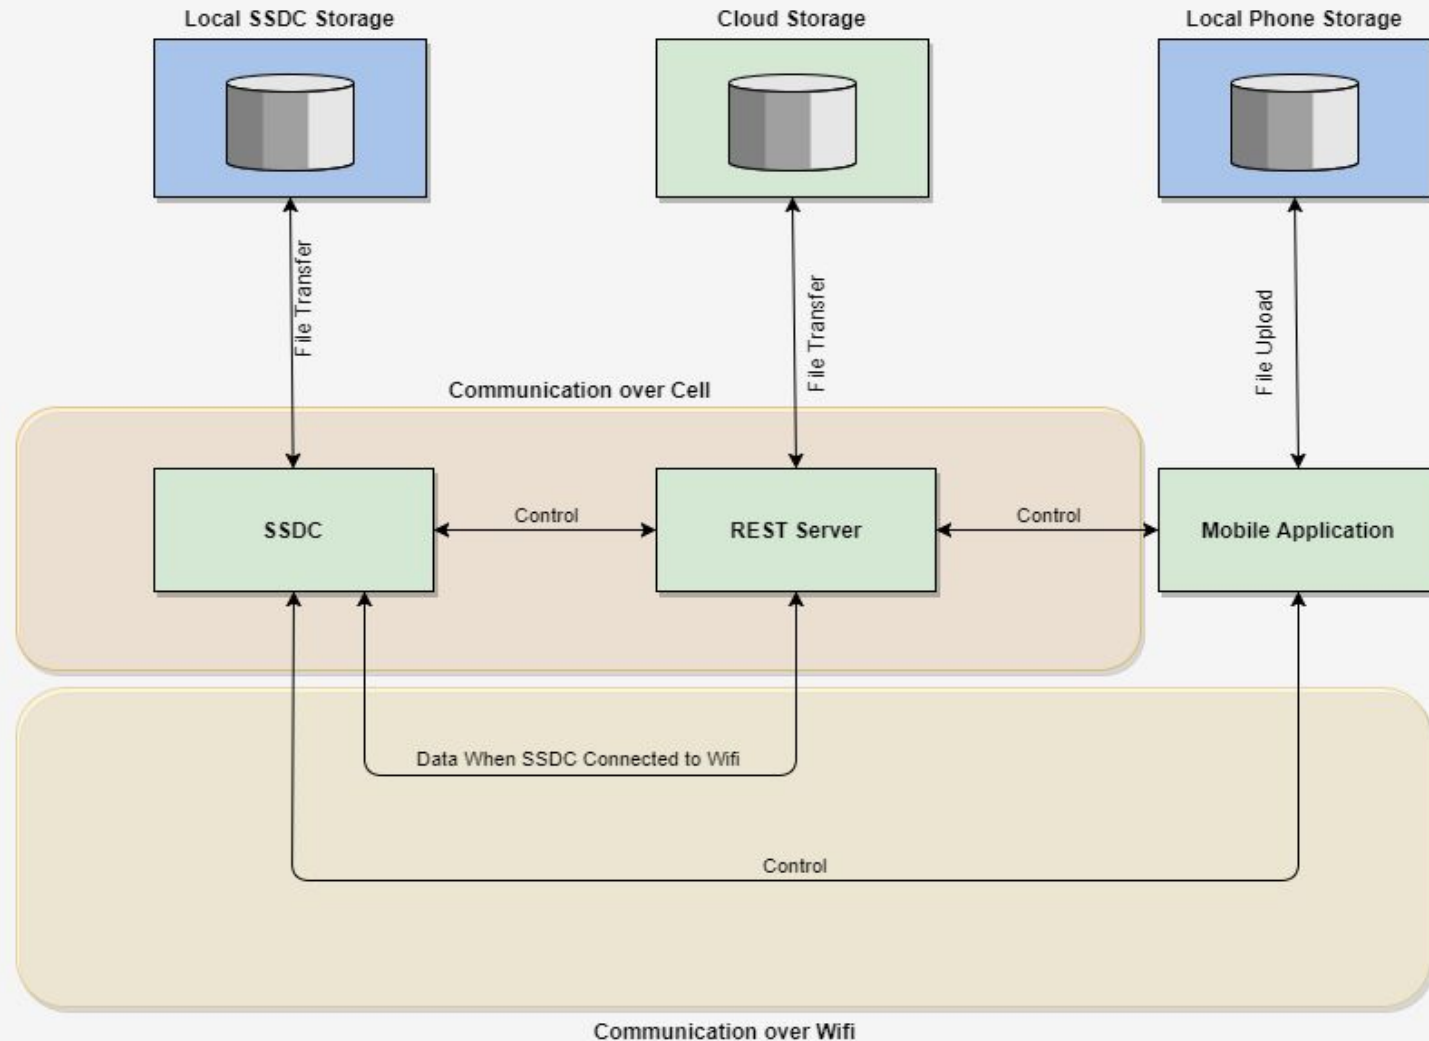 Local SSDC Storage
Cloud Storage
Local Phone Storage
File Transfer
File Transfer
File Upload
Communication over Cell
SSDC
Control
REST Server
Control
Mobile Application
Data When SSDC Connected to Wifi
Control
Communication over Wifi